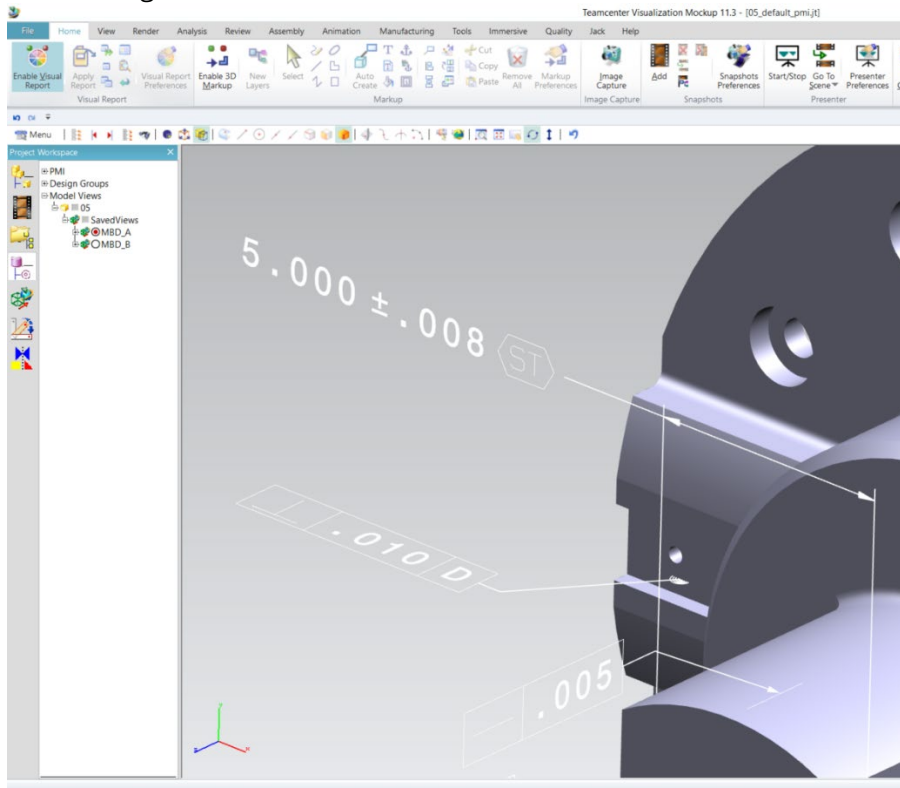 Teamcenter Visualization Mockup 11.3 - [05_default_pmi.jt]
File Home View Render Analysis Review Assembly Animation Manufacturing Tools Immersive Quality Jack Help
Enable Visual Report
Apply Report
Visual Report Preferences
Visual Report
Enable 3D Markup
New Layers
Select
Auto Create
Cut
Copy
Paste
Remove All
Markup Preferences
Markup
Image Capture
Image Capture
Add
Snapshots Preferences
Snapshots
Start/Stop
Go To Scene
Presenter Preferences
Presenter
Menu
Project Workspace
PMI
Design Groups
Model Views
05
SavedViews
MBD_A
MBD_B
5.000 ±.008 ST
.010 D
.005